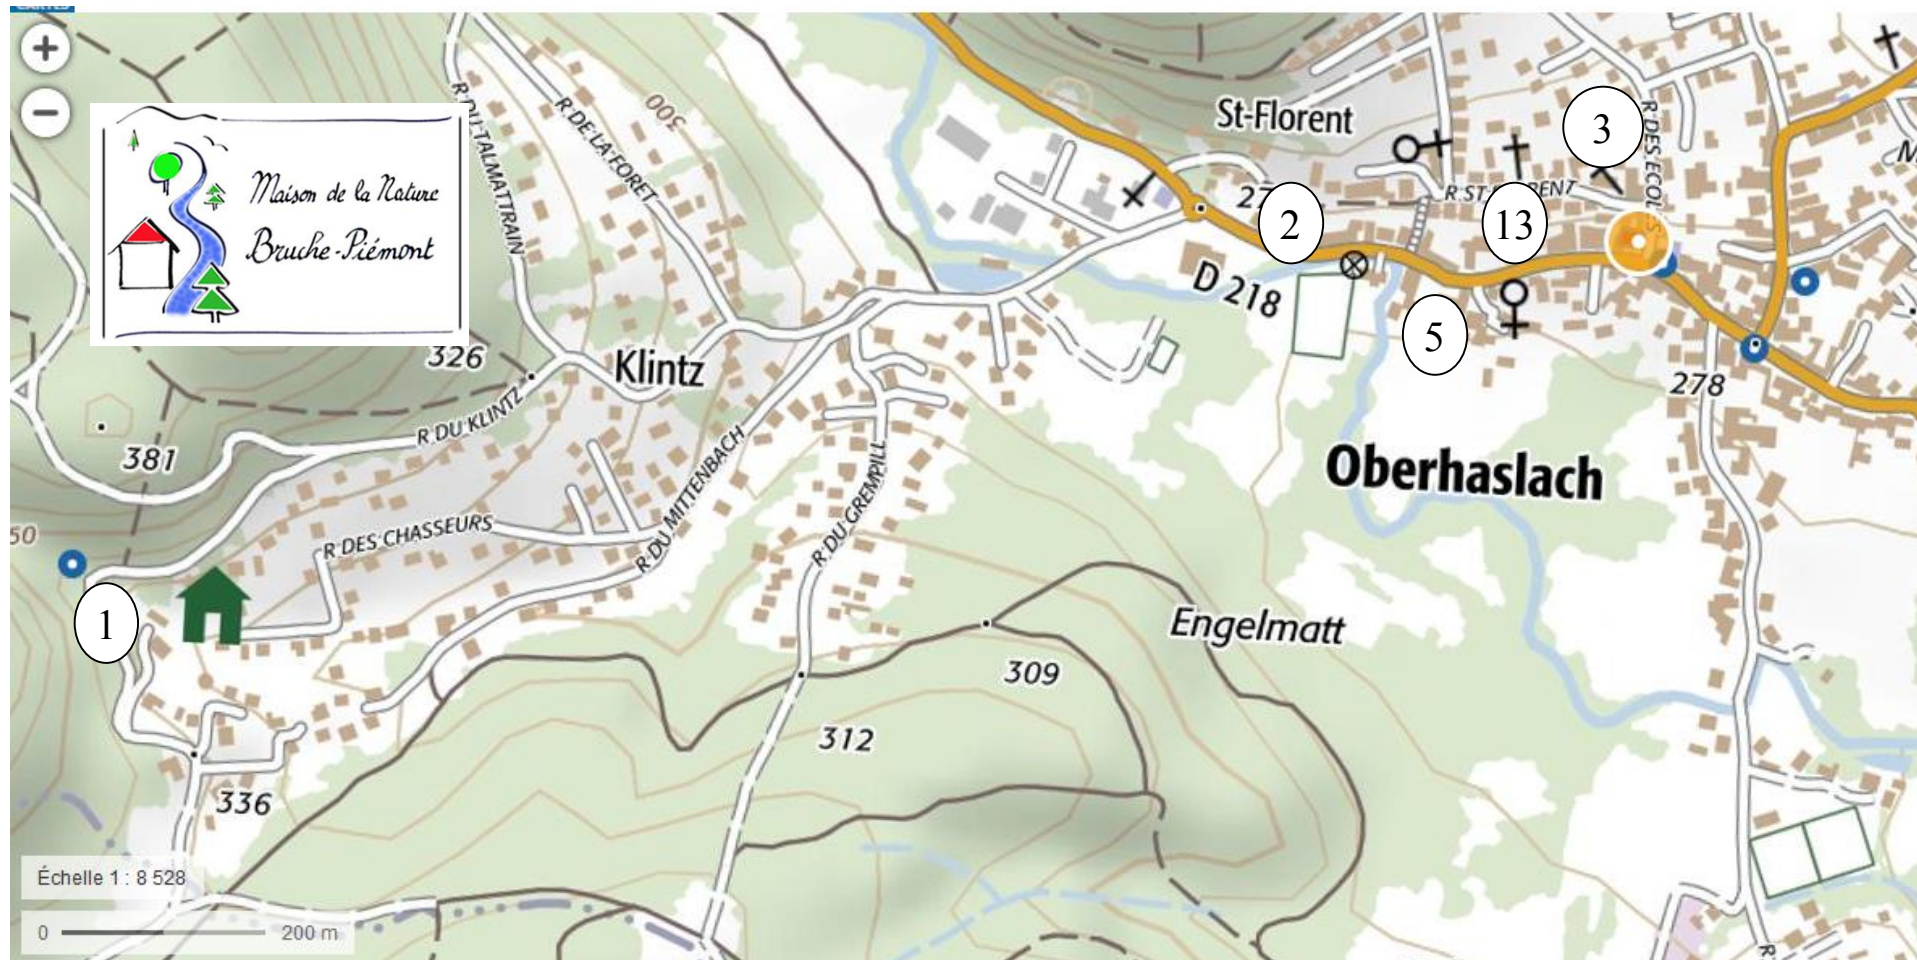 CARTES
+
−
Maison de la Nature
Bruche-Piémont
R DU TALMATTRAIN
R DE LA FORET
300
St-Florent
3
R DES ECOLES
R ST-FLORENT
2
13
D 218
5
326
Klintz
278
R DU KLINTZ
381
Oberhaslach
R DU MITTENBACH
R DU GREMPILL
R DES CHASSEURS
50
1
Engelmatt
309
312
336
Échelle 1 : 8 528
0 200 m